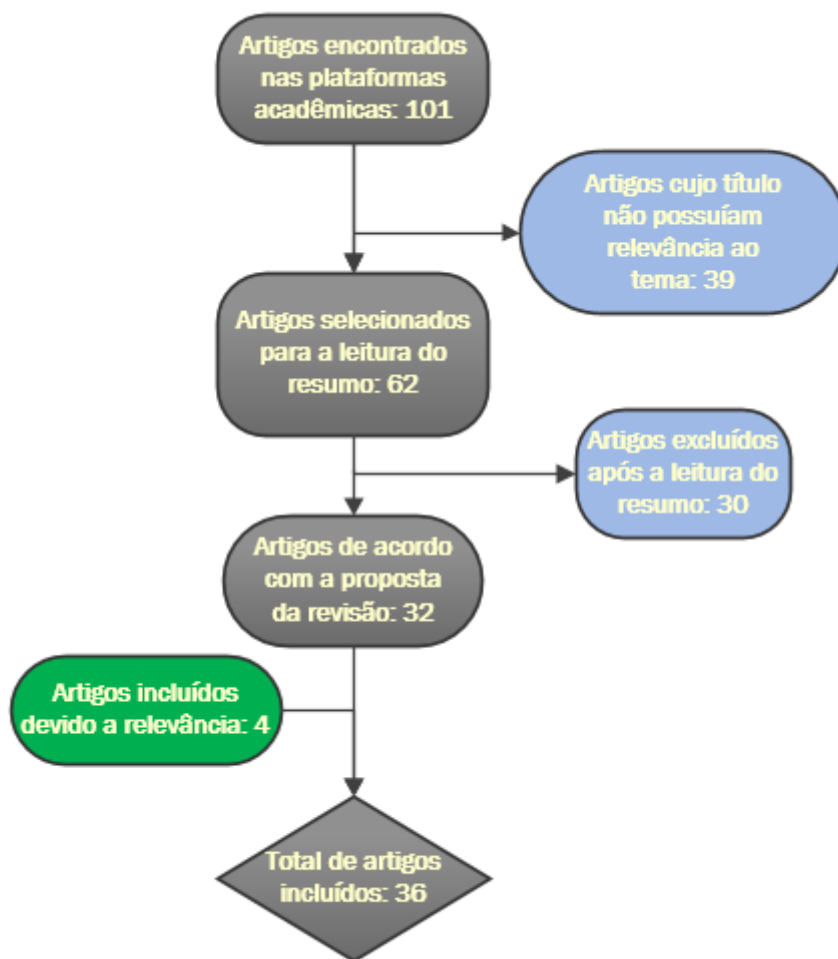 Artigos encontrados
nas plataformas
acadêmicas: 101
Artigos cujo título
não possuíam
relevância ao
tema: 39
Artigos selecionados
para a leitura do
resumo: 62
Artigos excluídos
após a leitura do
resumo: 30
Artigos de acordo
com a proposta
da revisão: 32
Artigos incluídos
devido a relevância: 4
Total de artigos
incluídos: 36